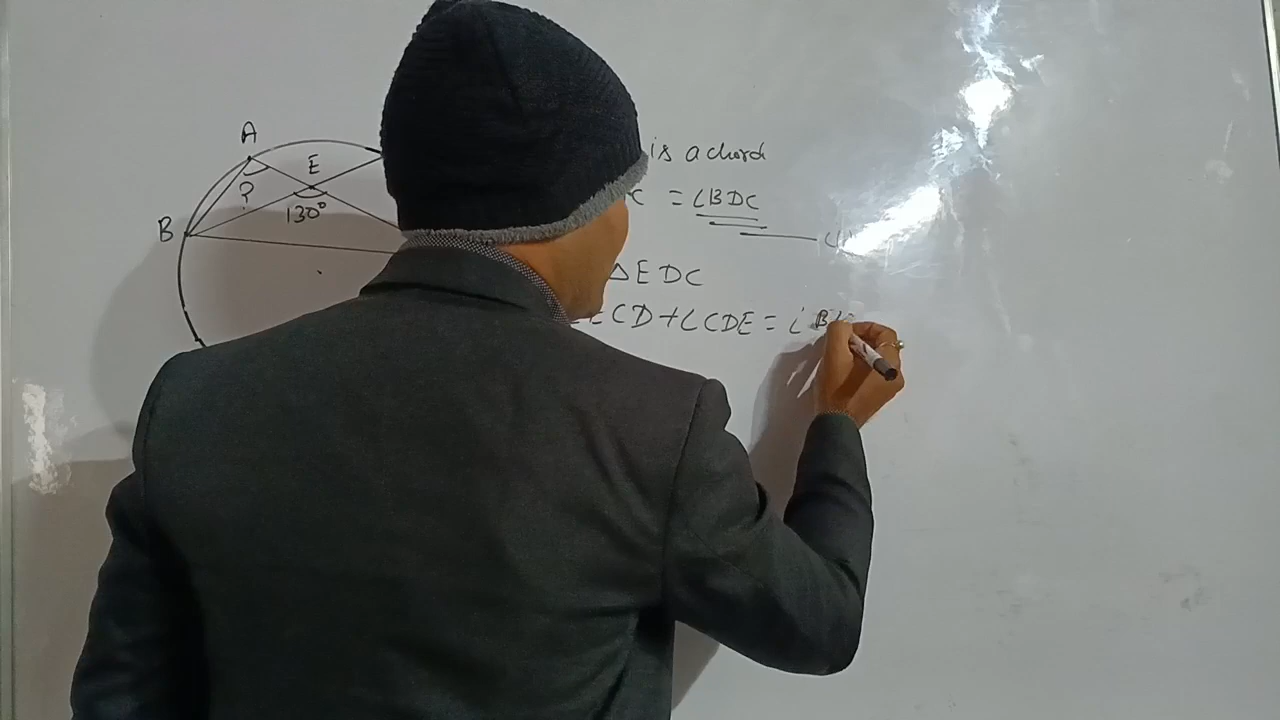 A
E
?
130°
B
is a chord
C = ∠BDC
△EDC
ECD + ∠CDE = ∠B